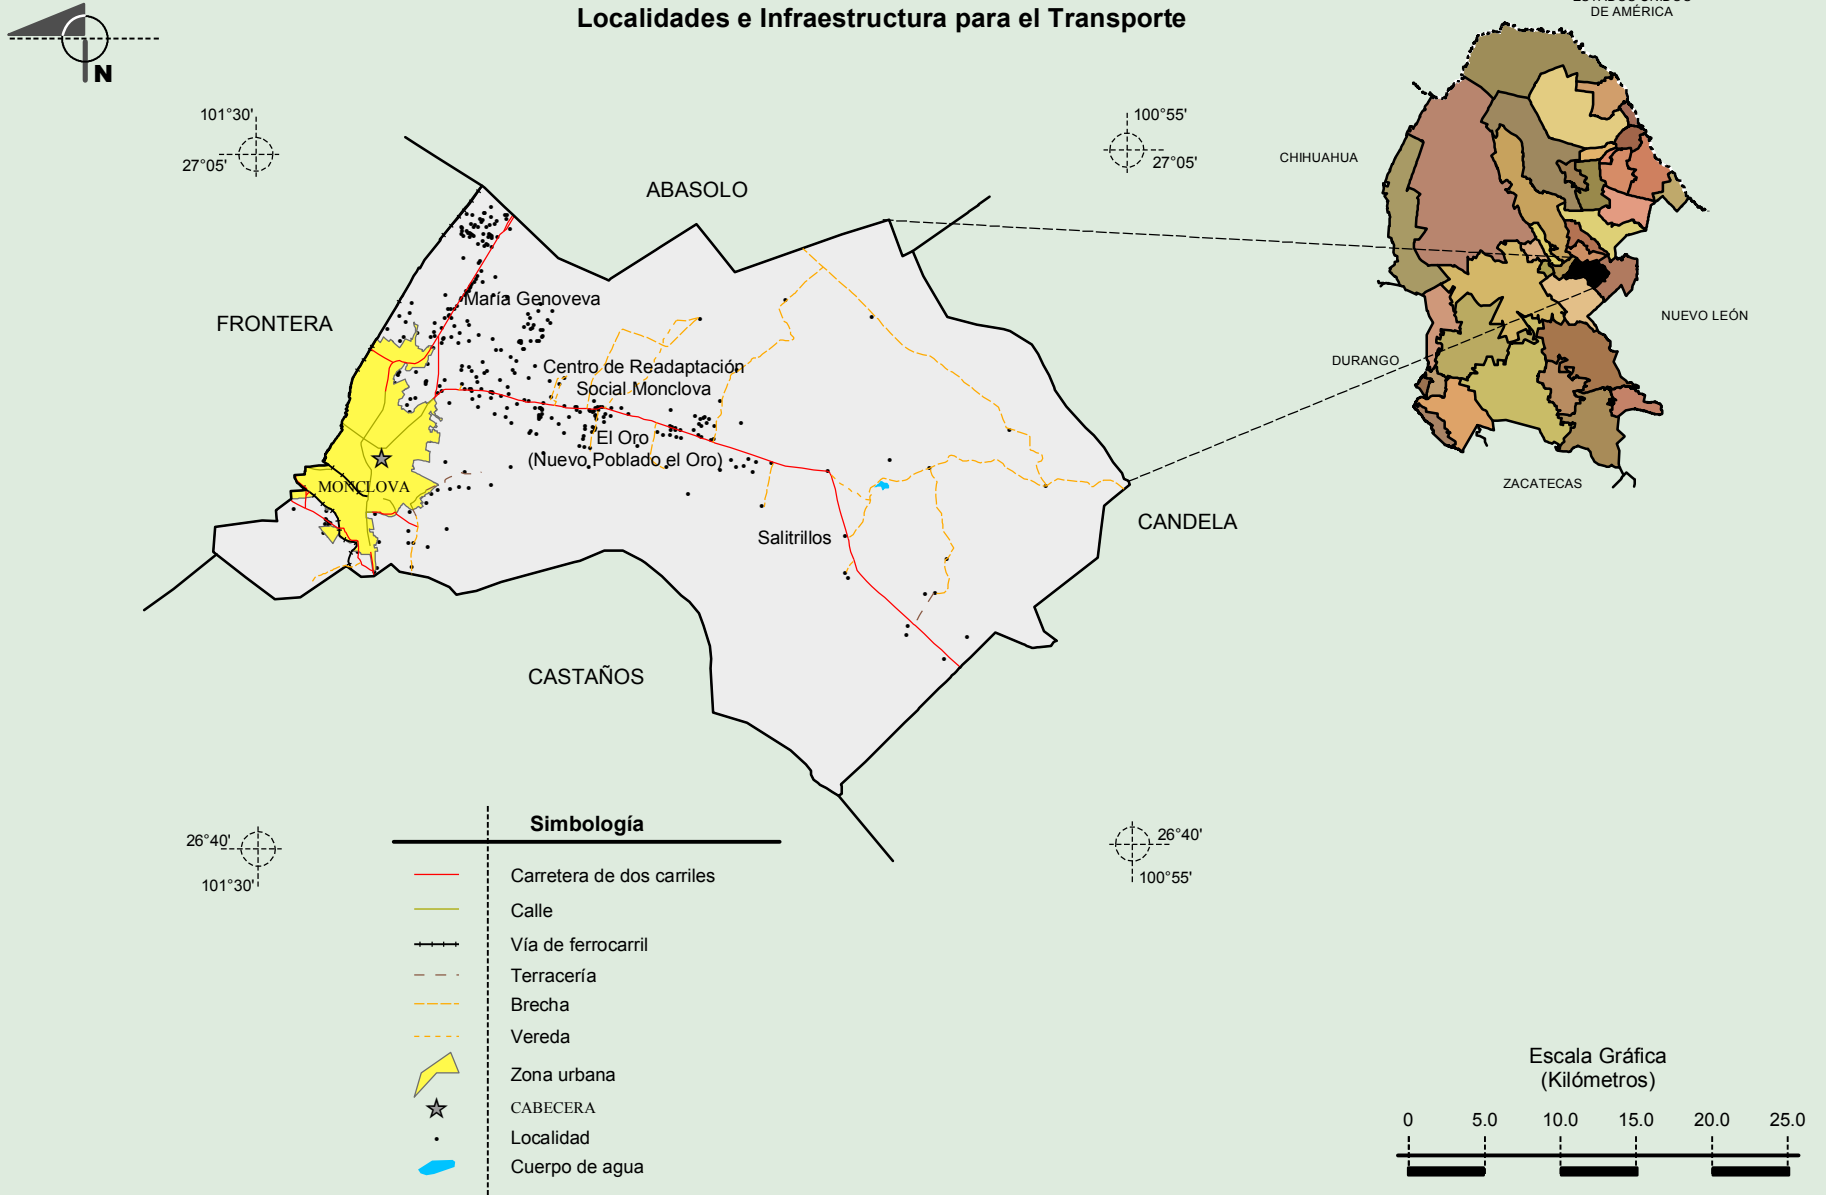 Localidades e Infraestructura para el Transporte
ESTADOS UNIDOS
DE AMÉRICA
N
101°30'
27°05'
100°55'
27°05'
CHIHUAHUA
NUEVO LEÓN
DURANGO
ZACATECAS
ABASOLO
FRONTERA
María Genoveva
Centro de Readaptación
Social Monclova
El Oro
(Nuevo Poblado el Oro)
MONCLOVA
Salitrillos
CANDELA
CASTAÑOS
26°40'
101°30'
26°40'
100°55'
Simbología
Carretera de dos carriles
Calle
Vía de ferrocarril
Terracería
Brecha
Vereda
Zona urbana
CABECERA
Localidad
Cuerpo de agua
Escala Gráfica
(Kilómetros)
0 5.0 10.0 15.0 20.0 25.0